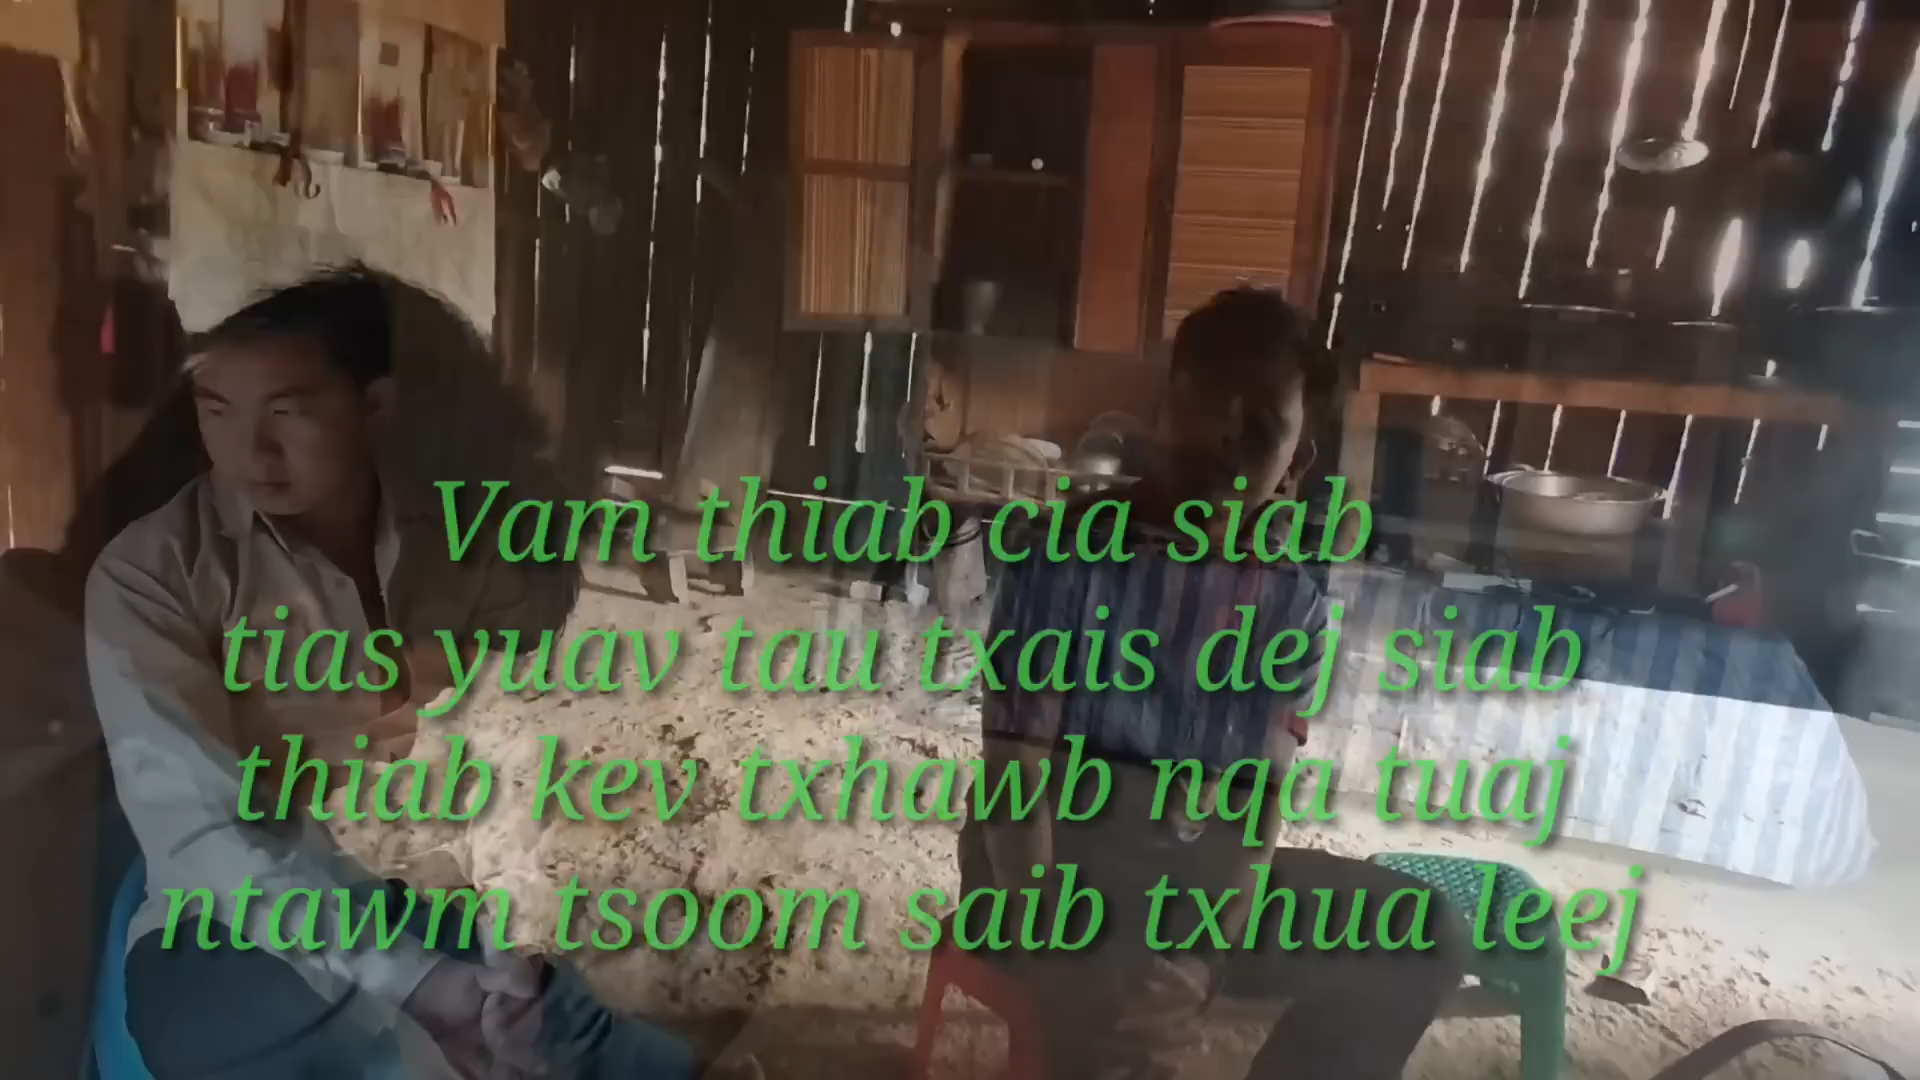 Vam thiab cia siab
tias yuav tau txais dej siab
thiab kev txhawb nqa tuaj
ntawm tsoom saib txhua leej